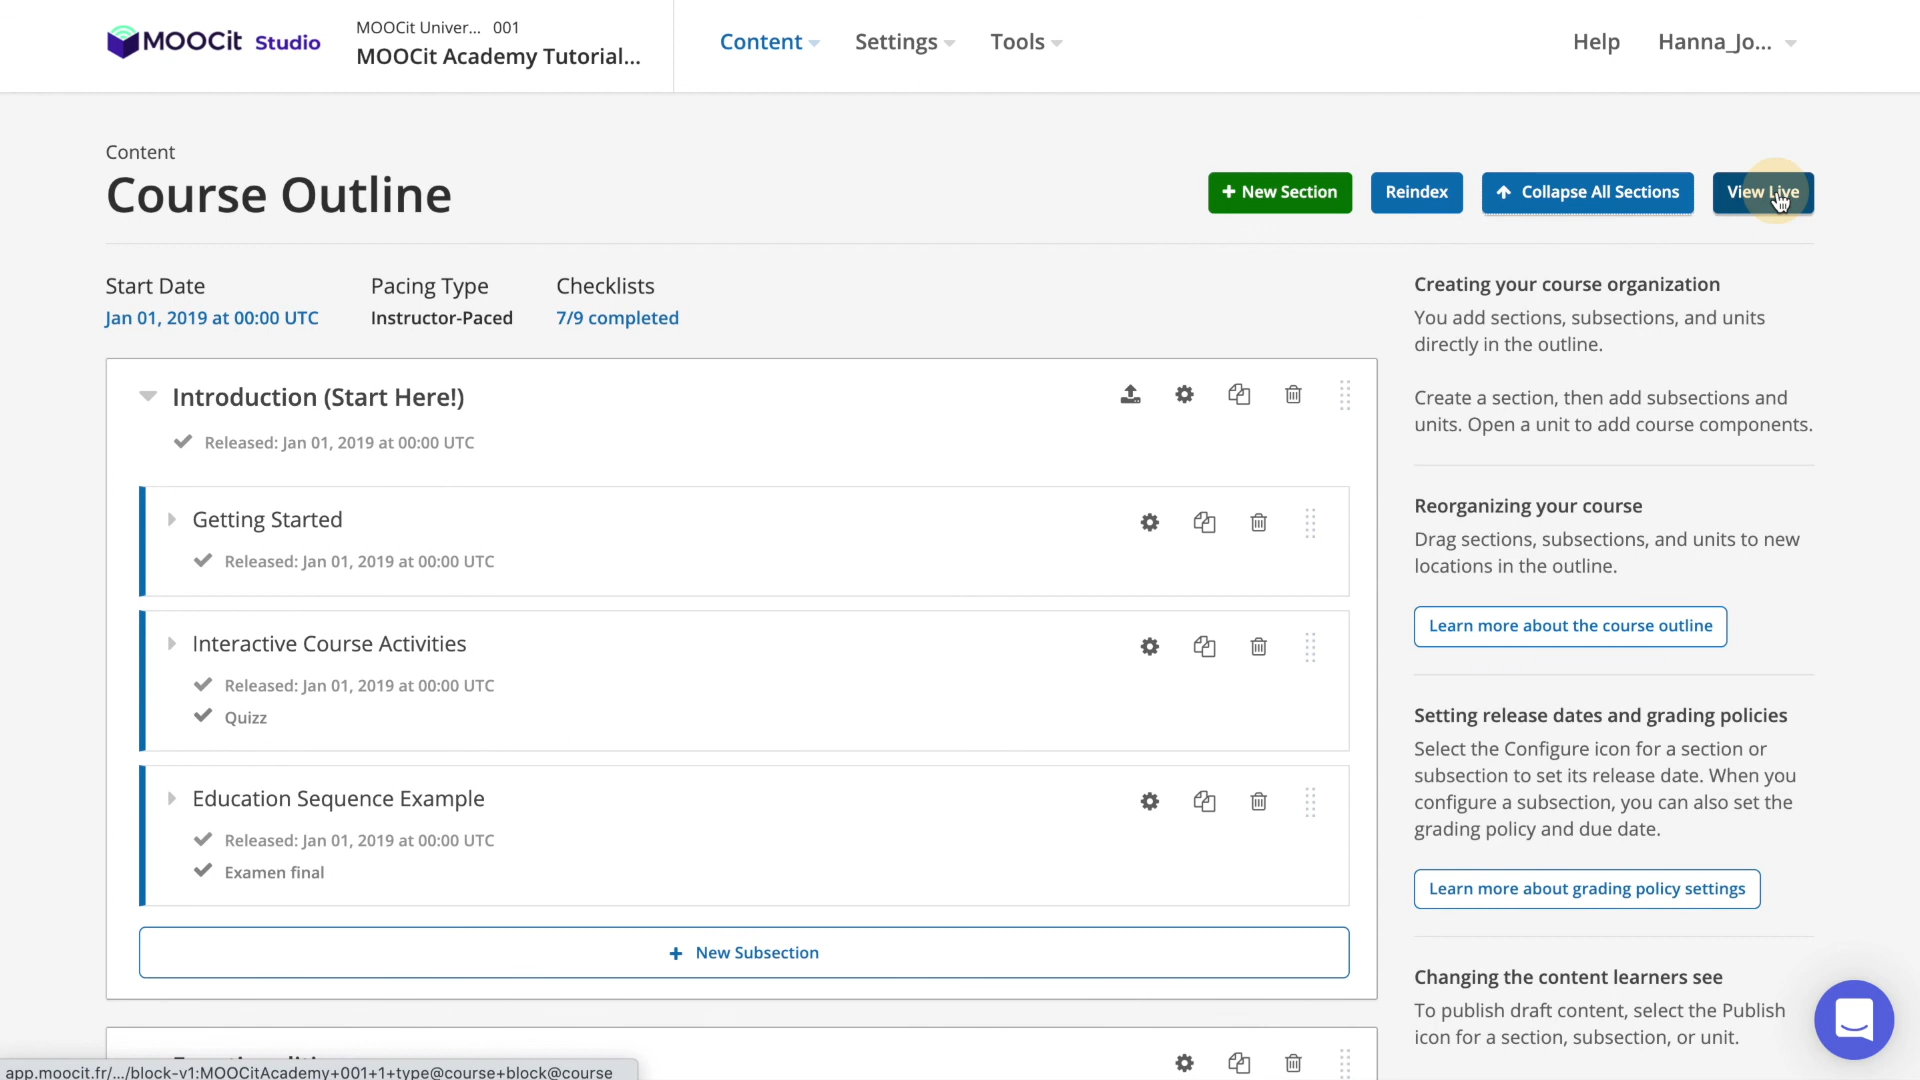 MOOCit Studio
MOOCit Univer... 001
MOOCit Academy Tutorial...
Content
Settings
Tools
Help
Hanna_Jo...
Content
Course Outline
+ New Section
Reindex
Collapse All Sections
View Live
Start Date
Jan 01, 2019 at 00:00 UTC
Pacing Type
Instructor-Paced
Checklists
7/9 completed
Introduction (Start Here!)
Released: Jan 01, 2019 at 00:00 UTC
Getting Started
Released: Jan 01, 2019 at 00:00 UTC
Interactive Course Activities
Released: Jan 01, 2019 at 00:00 UTC
Quizz
Education Sequence Example
Released: Jan 01, 2019 at 00:00 UTC
Examen final
+ New Subsection
Creating your course organization
You add sections, subsections, and units
directly in the outline.
Create a section, then add subsections and
units. Open a unit to add course components.
Reorganizing your course
Drag sections, subsections, and units to new
locations in the outline.
Learn more about the course outline
Setting release dates and grading policies
Select the Configure icon for a section or
subsection to set its release date. When you
configure a subsection, you can also set the
grading policy and due date.
Learn more about grading policy settings
Changing the content learners see
To publish draft content, select the Publish
icon for a section, subsection, or unit.
app.moocit.fr/.../block-v1:MOOCitAcademy+001+1+type@course+block@course